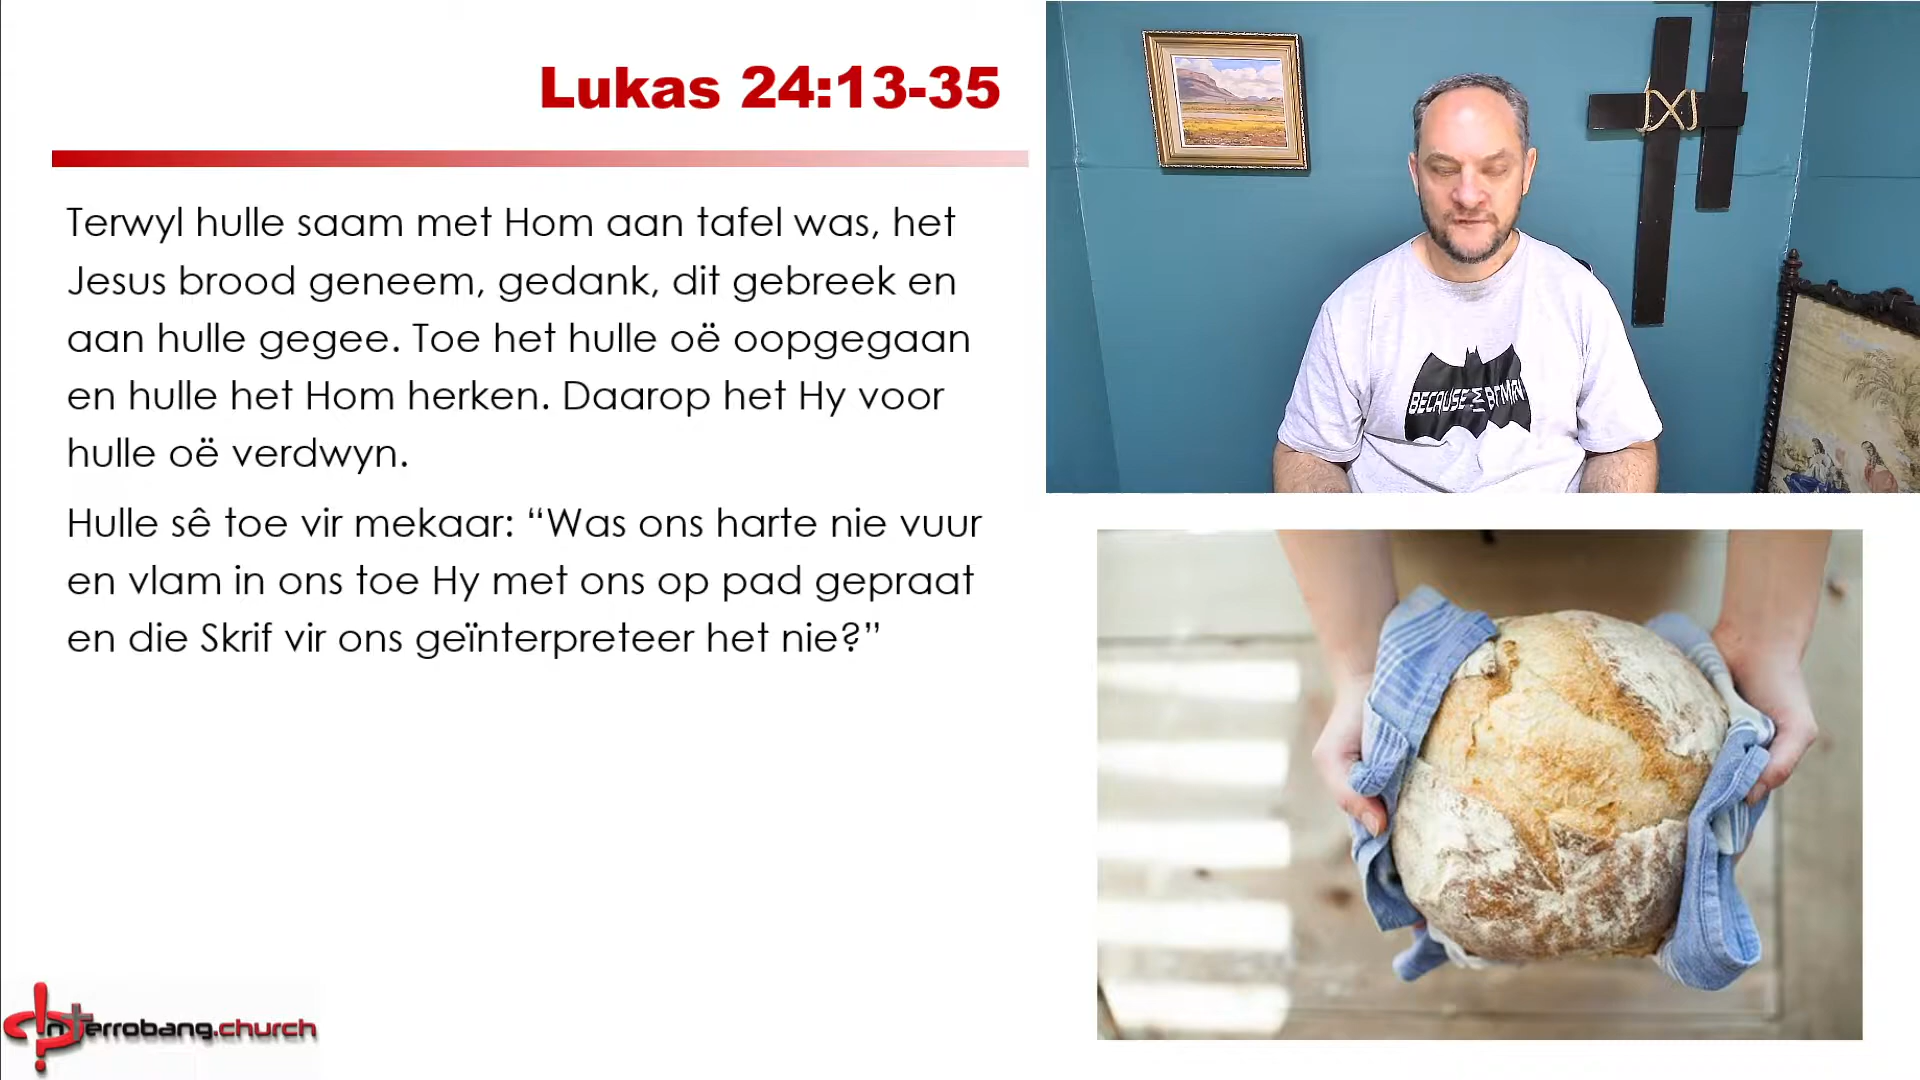 Lukas 24:13-35
Terwyl hulle saam met Hom aan tafel was, het
Jesus brood geneem, gedank, dit gebreek en
aan hulle gegee. Toe het hulle oë oopgegaan
en hulle het Hom herken. Daarop het Hy voor
hulle oë verdwyn.
Hulle sê toe vir mekaar: “Was ons harte nie vuur
en vlam in ons toe Hy met ons op pad gepraat
en die Skrif vir ons geïnterpreteer het nie?”
BECAUSE
interrobang.church